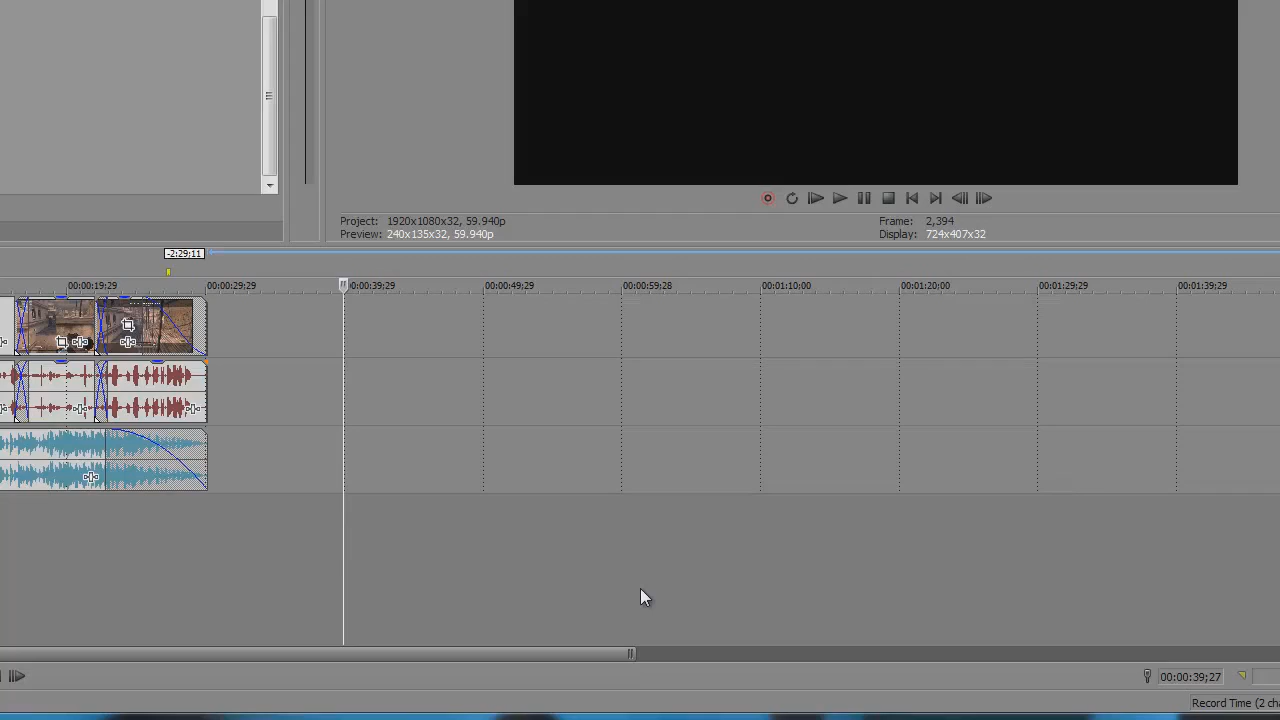 Project: 1920x1080x32, 59.940p
Frame: 2,394
Preview: 240x135x32, 59.940p
Display: 724x407x32
-2:29;11
00:00:19;29
00:00:29;29
00:00:39;29
00:00:49;29
00:00:59;28
00:01:10;00
00:01:20;00
00:01:29;29
00:01:39;29
00:00:39;27
Record Time (2 cha